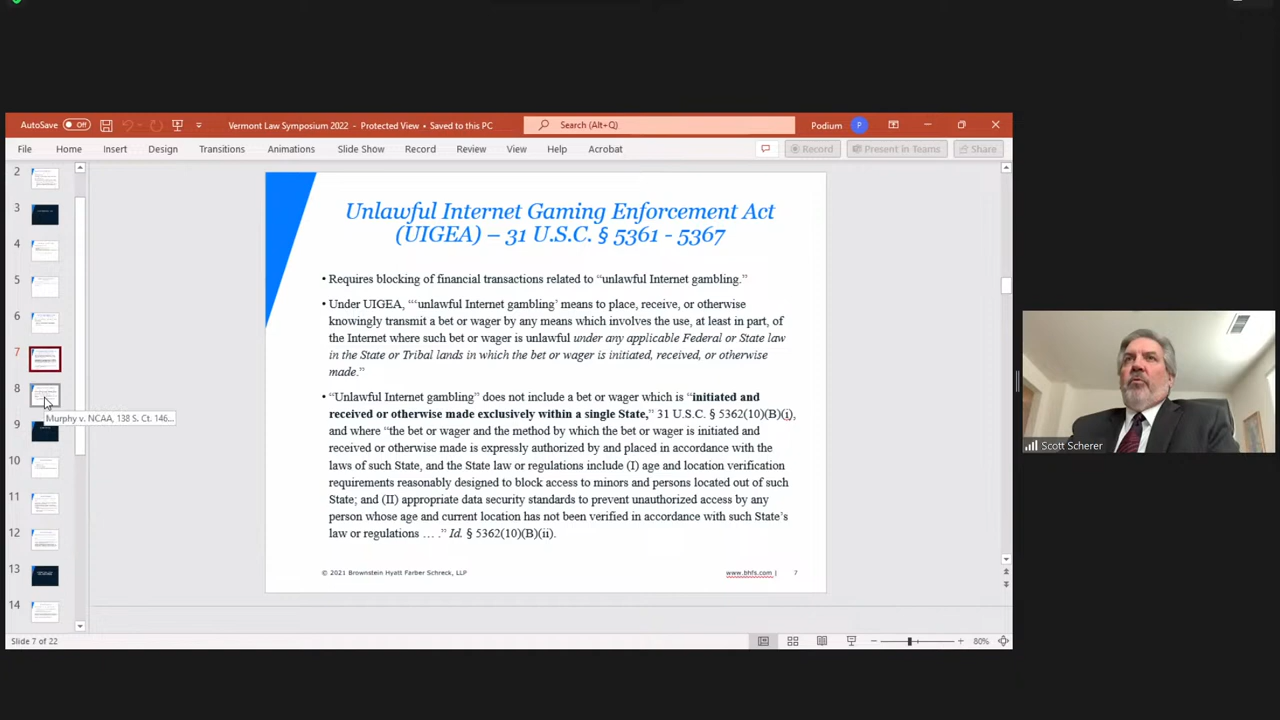 AutoSave Off
Vermont Law Symposium 2022 - Protected View • Saved to this PC
Search (Alt+Q)
Podium P
File Home Insert Design Transitions Animations Slide Show Record Review View Help Acrobat
Record Present in Teams Share
2
3
4
5
6
7
8
Murphy v. NCAA, 138 S. Ct. 146...
9
10
11
12
13
14
Unlawful Internet Gaming Enforcement Act
(UIGEA) – 31 U.S.C. § 5361 - 5367
• Requires blocking of financial transactions related to “unlawful Internet gambling.”
• Under UIGEA, “‘unlawful Internet gambling’ means to place, receive, or otherwise
knowingly transmit a bet or wager by any means which involves the use, at least in part, of
the Internet where such bet or wager is unlawful under any applicable Federal or State law
in the State or Tribal lands in which the bet or wager is initiated, received, or otherwise
made.”
• “Unlawful Internet gambling” does not include a bet or wager which is “initiated and
received or otherwise made exclusively within a single State,” 31 U.S.C. § 5362(10)(B)(i),
and where “the bet or wager and the method by which the bet or wager is initiated and
received or otherwise made is expressly authorized by and placed in accordance with the
laws of such State, and the State law or regulations include (I) age and location verification
requirements reasonably designed to block access to minors and persons located out of such
State; and (II) appropriate data security standards to prevent unauthorized access by any
person whose age and current location has not been verified in accordance with such State’s
law or regulations … .” Id. § 5362(10)(B)(ii).
© 2021 Brownstein Hyatt Farber Schreck, LLP
www.bhfs.com | 7
Scott Scherer
Slide 7 of 22
80%